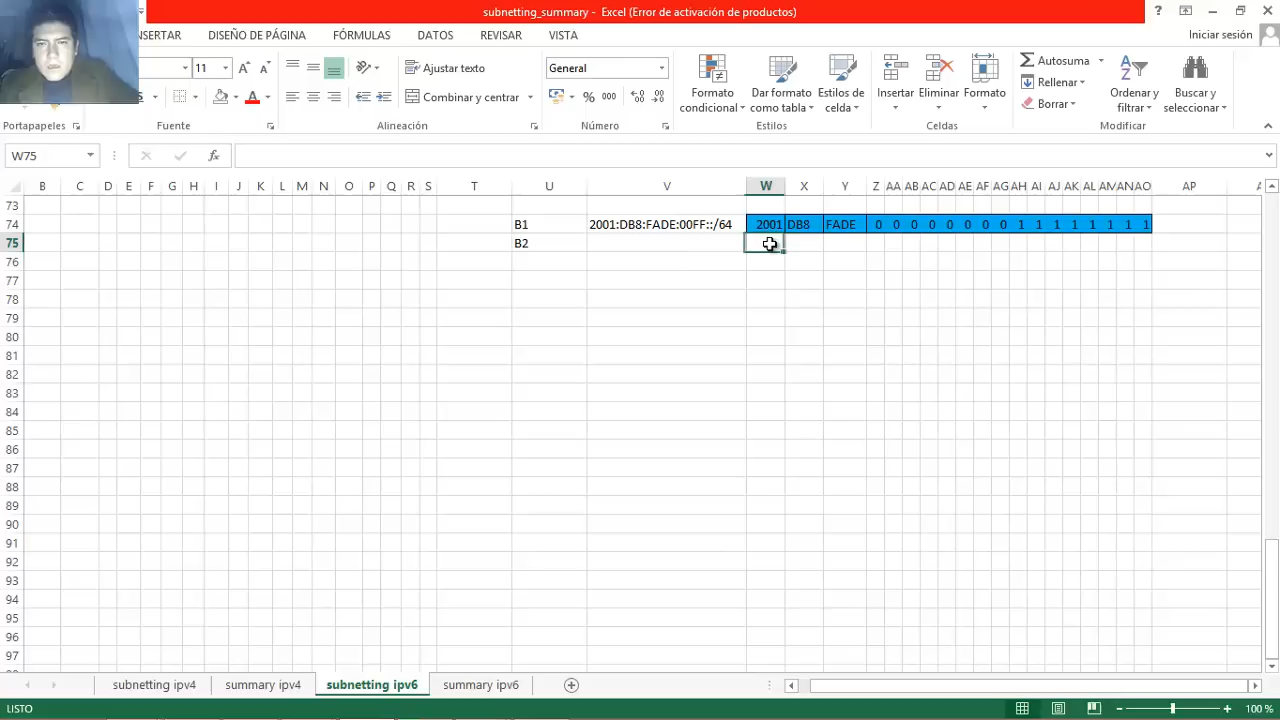 subnetting_summary - Excel (Error de activación de productos)
INSERTAR DISEÑO DE PÁGINA FÓRMULAS DATOS REVISAR VISTA Iniciar sesión
11 A A Ajustar texto General Autosuma
Formato condicional Dar formato como tabla Estilos de celda Insertar Eliminar Formato Rellenar Ordenar y filtrar Buscar y seleccionar
S A Combinar y centrar % 000 Borrar
Portapapeles Fuente Alineación Número Estilos Celdas Modificar
W75 fx
B C D E F G H I J K L M N O P Q R S T U V W X Y Z AA AB AC AD AE AF AG AH AI AJ AK AL AM AN AO AP
73
74 B1 2001:DB8:FADE:00FF::/64 2001 DB8 FADE 0 0 0 0 0 0 0 0 1 1 1 1 1 1 1 1
75 B2
76
77
78
79
80
81
82
83
84
85
86
87
88
89
90
91
92
93
94
95
96
97
subnetting ipv4 summary ipv4 subnetting ipv6 summary ipv6
LISTO 100 %